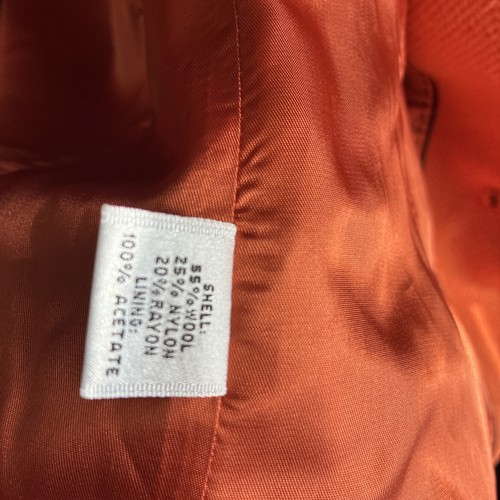 SHELL:
55% WOOL
25% NYLON
20% RAYON
LINING:
100% ACETATE